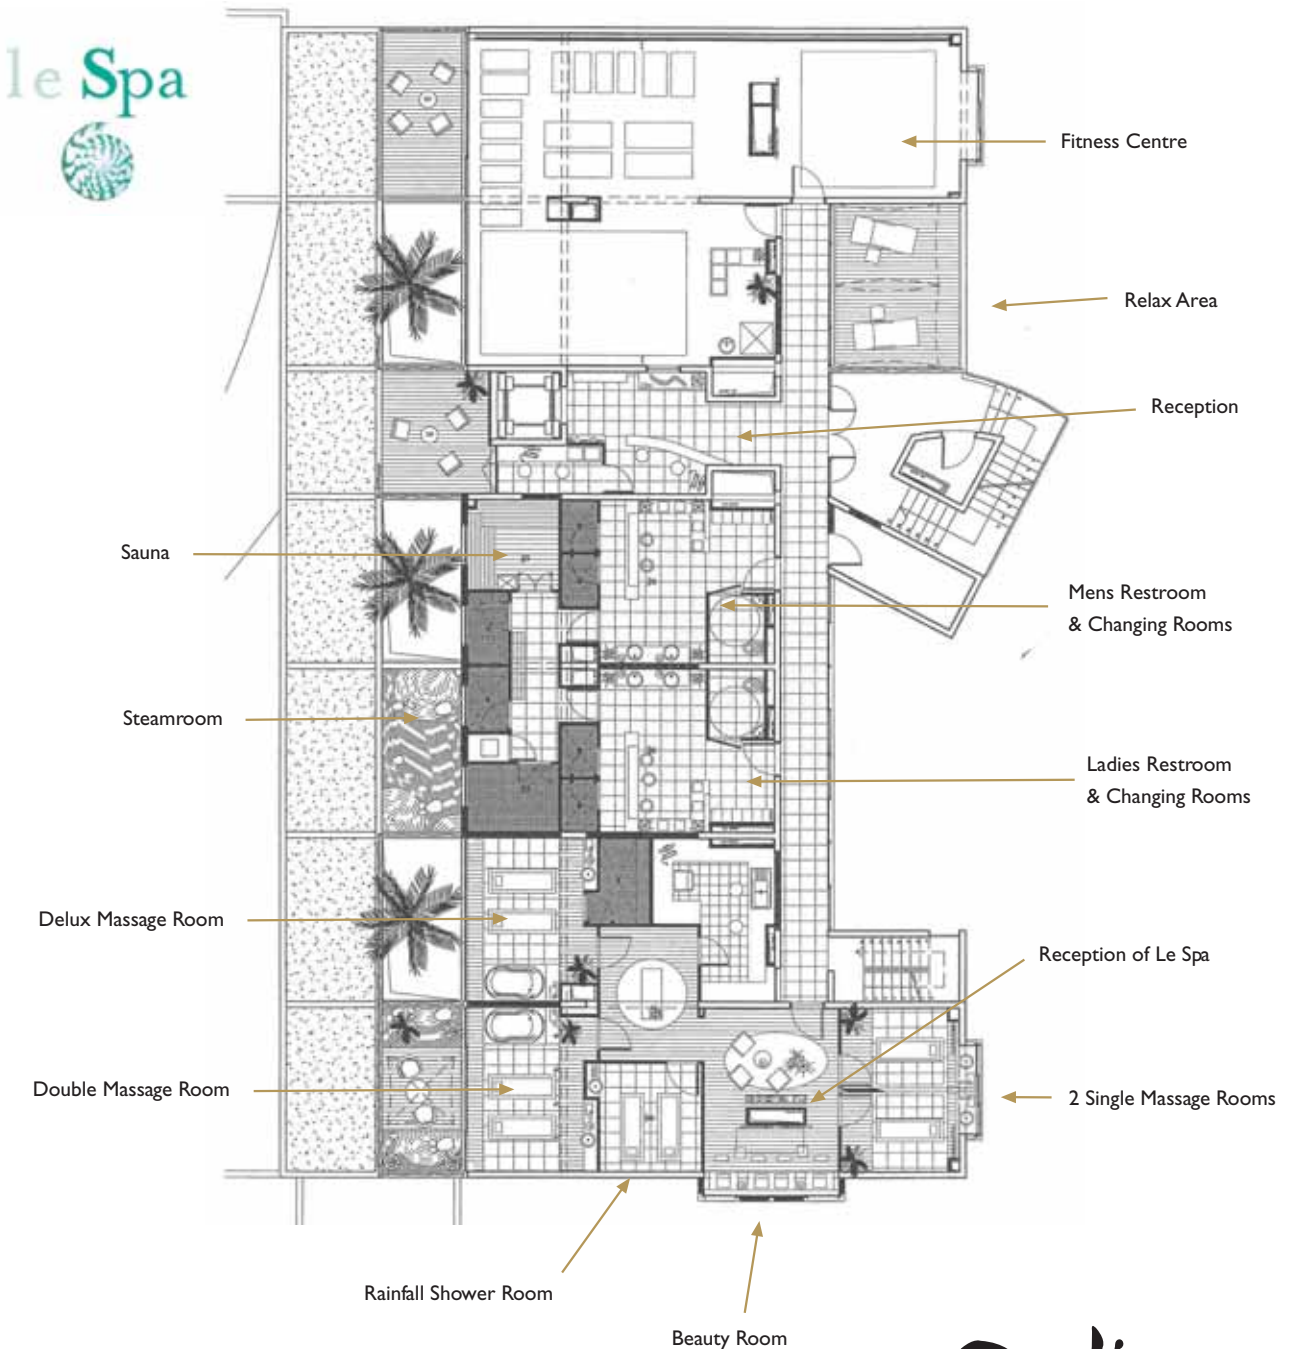 le Spa
Fitness Centre
Relax Area
Reception
Sauna
Mens Restroom
& Changing Rooms
Steamroom
Ladies Restroom
& Changing Rooms
Delux Massage Room
Reception of Le Spa
Double Massage Room
2 Single Massage Rooms
Rainfall Shower Room
Beauty Room